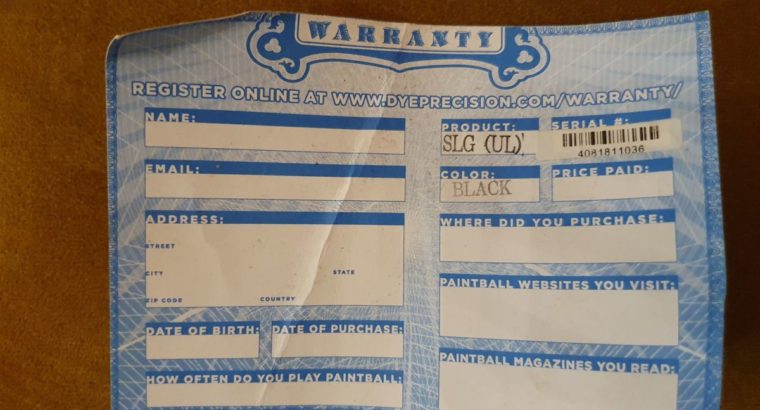 WARRANTY
REGISTER ONLINE AT WWW.DYEPRECISION.COM/WARRANTY/
NAME:
EMAIL:
ADDRESS:
STREET
CITY STATE
ZIP CODE COUNTRY
DATE OF BIRTH: DATE OF PURCHASE:
HOW OFTEN DO YOU PLAY PAINTBALL:
PRODUCT: SERIAL #:
SLG (UL) 4081811036
COLOR: PRICE PAID:
BLACK
WHERE DID YOU PURCHASE:
PAINTBALL WEBSITES YOU VISIT:
PAINTBALL MAGAZINES YOU READ: